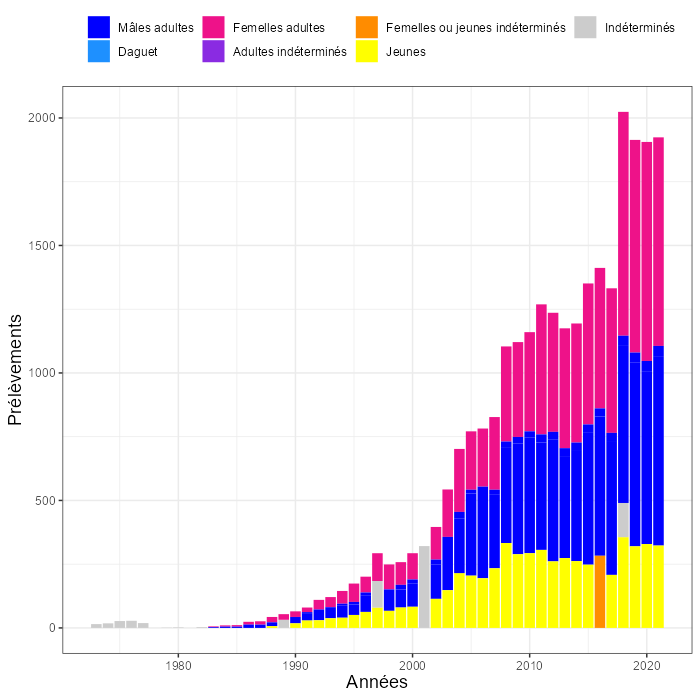 Mâles adultes Femelles adultes Femelles ou jeunes indéterminés Indéterminés
Daguet Adultes indéterminés Jeunes
2000
1500
1000
500
0
Prélèvements
1980 1990 2000 2010 2020
Années